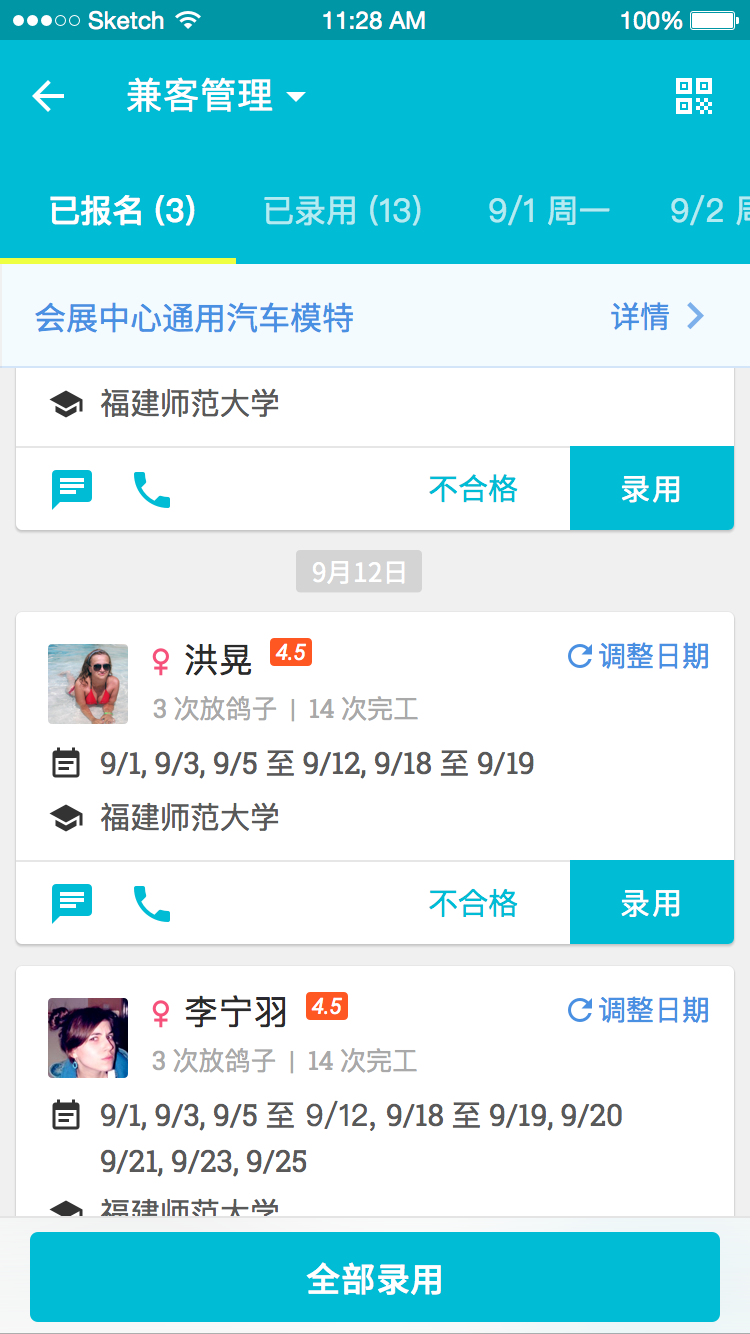 Sketch 11:28 AM 100%
兼客管理
已报名 (3) 已录用 (13) 9/1 周一 9/2
会展中心通用汽车模特 详情
福建师范大学
不合格 录用
9月12日
洪晃 4.5 调整日期
3 次放鸽子 | 14 次完工
9/1, 9/3, 9/5 至 9/12, 9/18 至 9/19
福建师范大学
不合格 录用
李宁羽 4.5 调整日期
3 次放鸽子 | 14 次完工
9/1, 9/3, 9/5 至 9/12, 9/18 至 9/19, 9/20
9/21, 9/23, 9/25
福建师范大学
全部录用